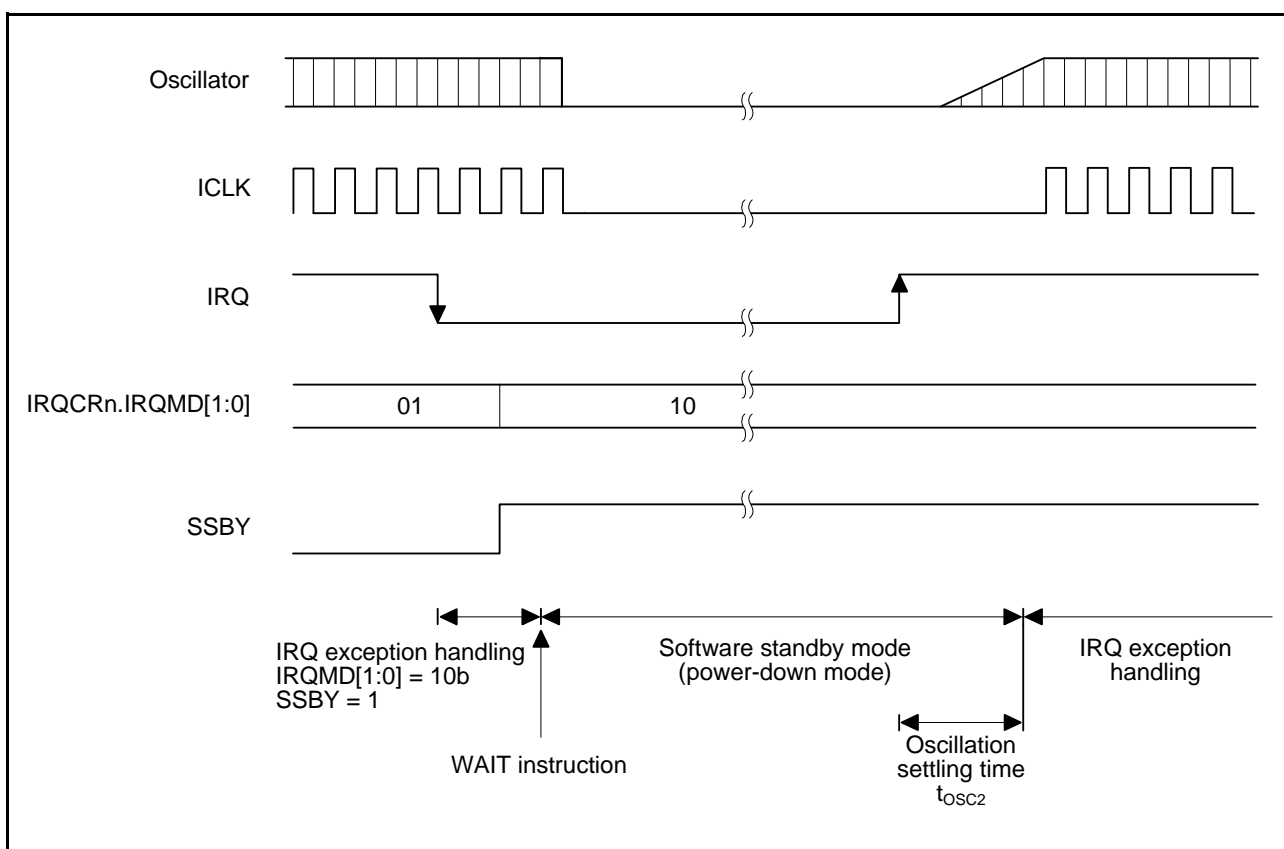 Oscillator
ICLK
IRQ
IRQCRn.IRQMD[1:0]
01
10
SSBY
IRQ exception handling
IRQMD[1:0] = 10b
SSBY = 1
WAIT instruction
Software standby mode
(power-down mode)
Oscillation
settling time
tOSC2
IRQ exception
handling